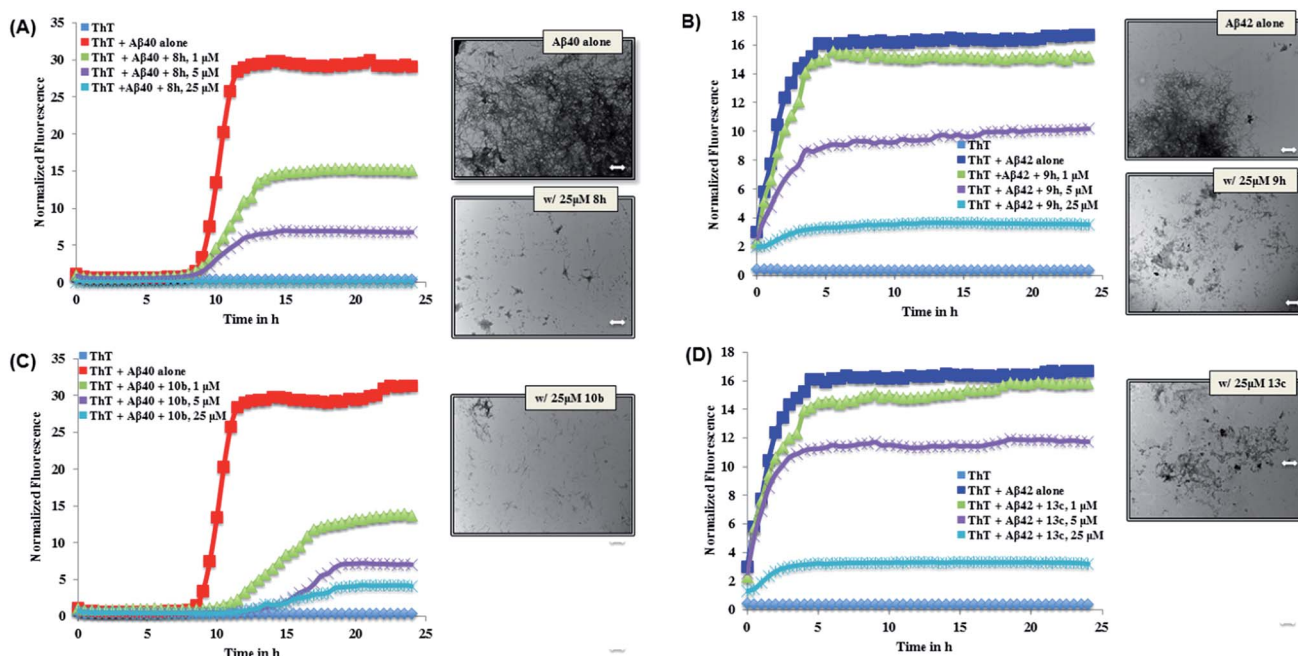 (A)
35
30
25
20
15
10
5
0
Normalized Fluorescence
ThT
ThT + Aβ40 alone
ThT + Aβ40 + 8h, 1 μM
ThT + Aβ40 + 8h, 5 μM
ThT +Aβ40 + 8h, 25 μM
0 5 10 15 20 25
Time in h
Aβ40 alone
w/ 25μM 8h
B)
18
16
14
12
10
8
6
4
2
0
Normalized Fluorescence
ThT
ThT + Aβ42 alone
ThT +Aβ42 + 9h, 1 μM
ThT + Aβ42 + 9h, 5 μM
ThT + Aβ42 + 9h, 25 μM
0 5 10 15 20 25
Time in h
Aβ42 alone
w/ 25μM 9h
(C)
35
30
25
20
15
10
5
0
Normalized Fluorescence
ThT
ThT + Aβ40 alone
ThT + Aβ40 + 10b, 1 μM
ThT + Aβ40 + 10b, 5 μM
ThT + Aβ40 + 10b, 25 μM
0 5 10 15 20 25
Time in h
w/ 25μM 10b
(D)
18
16
14
12
10
8
6
4
2
0
Normalized Fluorescence
ThT
ThT + Aβ42 alone
ThT + Aβ42 + 13c, 1 μM
ThT + Aβ42 + 13c, 5 μM
ThT + Aβ42 + 13c, 25 μM
0 5 10 15 20 25
Time in h
w/ 25μM 13c